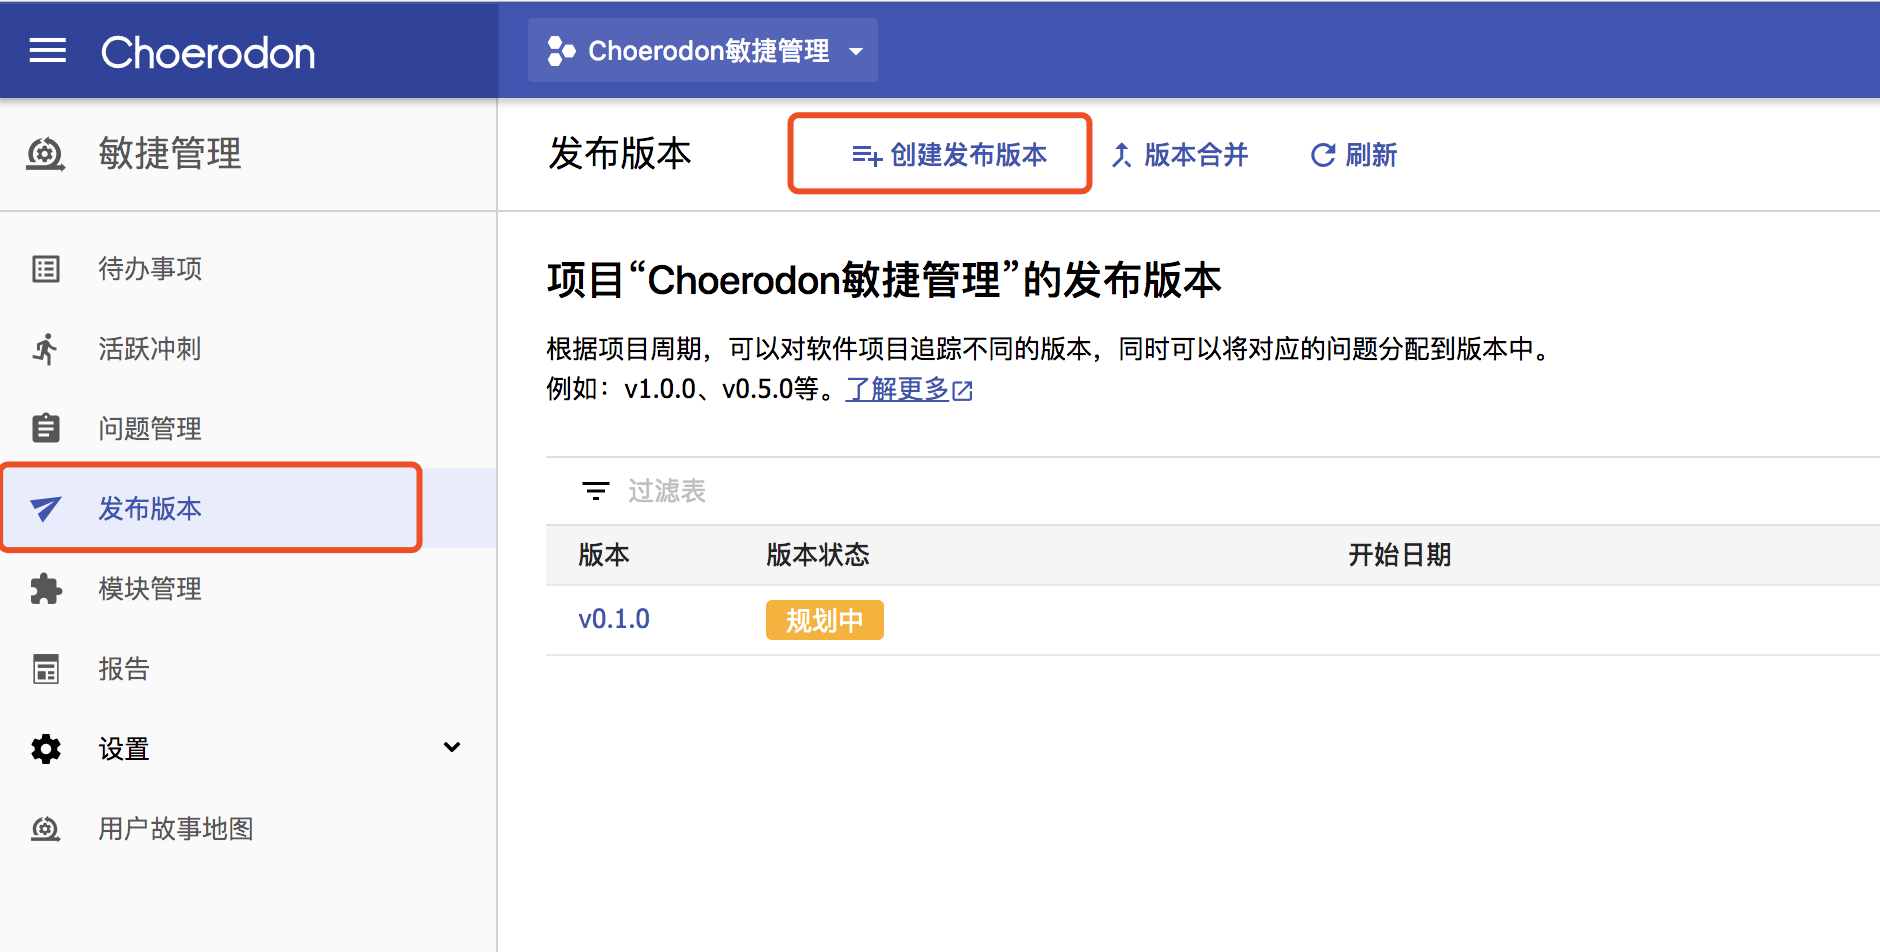 Choerodon
Choerodon敏捷管理
敏捷管理
发布版本
创建发布版本
版本合并
刷新
待办事项
活跃冲刺
问题管理
发布版本
模块管理
报告
设置
用户故事地图
项目“Choerodon敏捷管理”的发布版本
根据项目周期，可以对软件项目追踪不同的版本，同时可以将对应的问题分配到版本中。
例如：v1.0.0、v0.5.0等。了解更多
过滤表
版本 版本状态 开始日期
v0.1.0 规划中